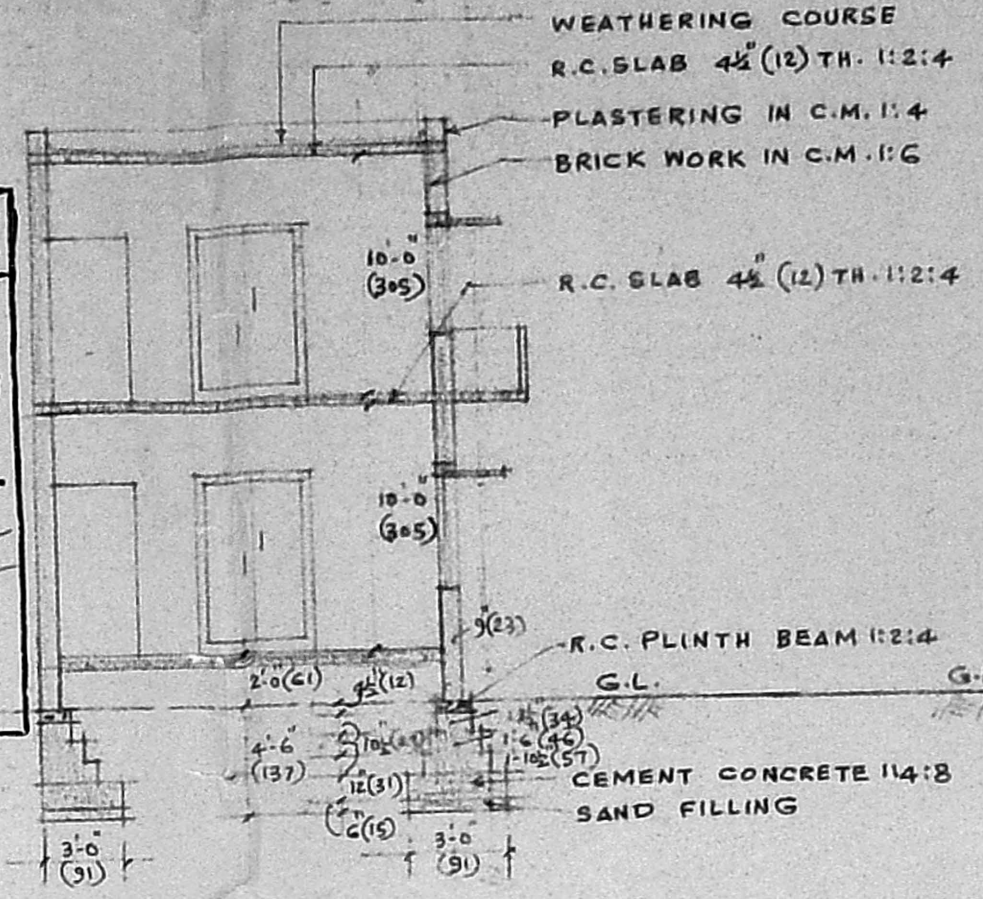 WEATHERING COURSE
R.C. SLAB 4½" (12) TH. 1:2:4
PLASTERING IN C.M. 1:4
BRICK WORK IN C.M. 1:6
10'-0"
(305)
R.C. SLAB 4½" (12) TH. 1:2:4
10'-0"
(305)
9"(23)
R.C. PLINTH BEAM 1:2:4
2'-0"(61)
4½"(12)
G.L.
G.
4'-6"
(137)
10½"
(34)
1'-6"(46)
1'-10½"(57)
12"(31)
CEMENT CONCRETE 1:4:8
SAND FILLING
6"(15)
3'-0"
(91)
3'-0"
(91)